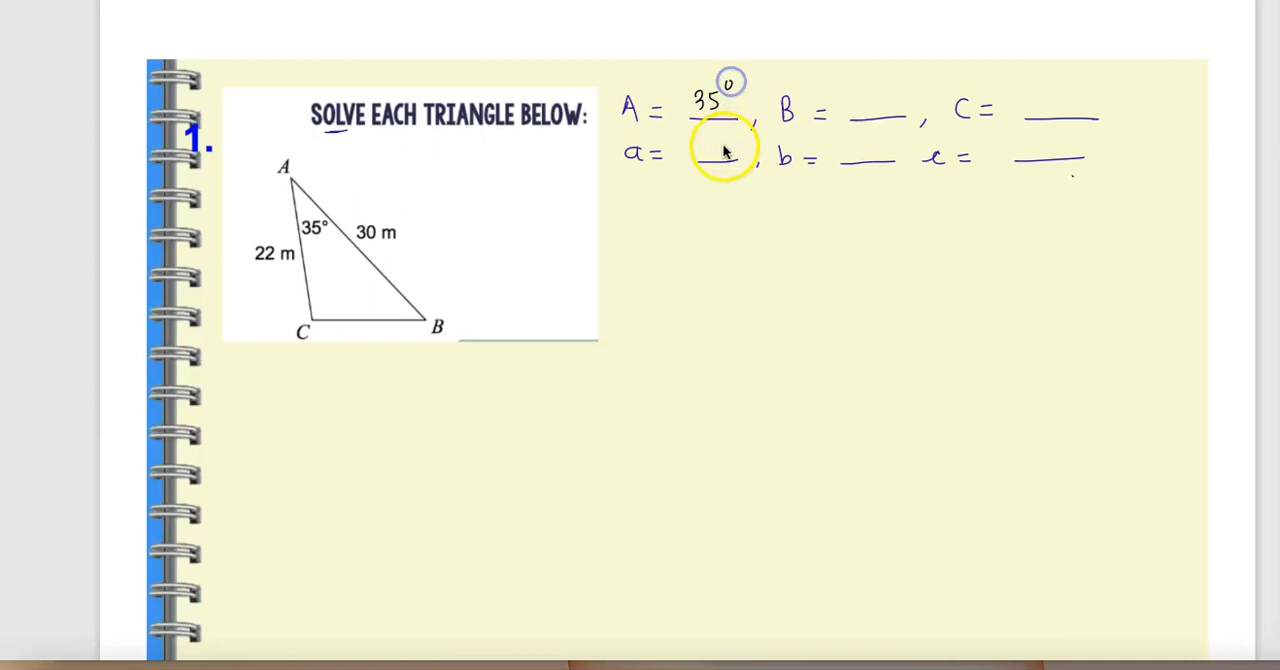 SOLVE EACH TRIANGLE BELOW:
1.
A = 35°, B = ___, C = ___
a = ___, b = ___ c = ___
A
35°
30 m
22 m
C
B